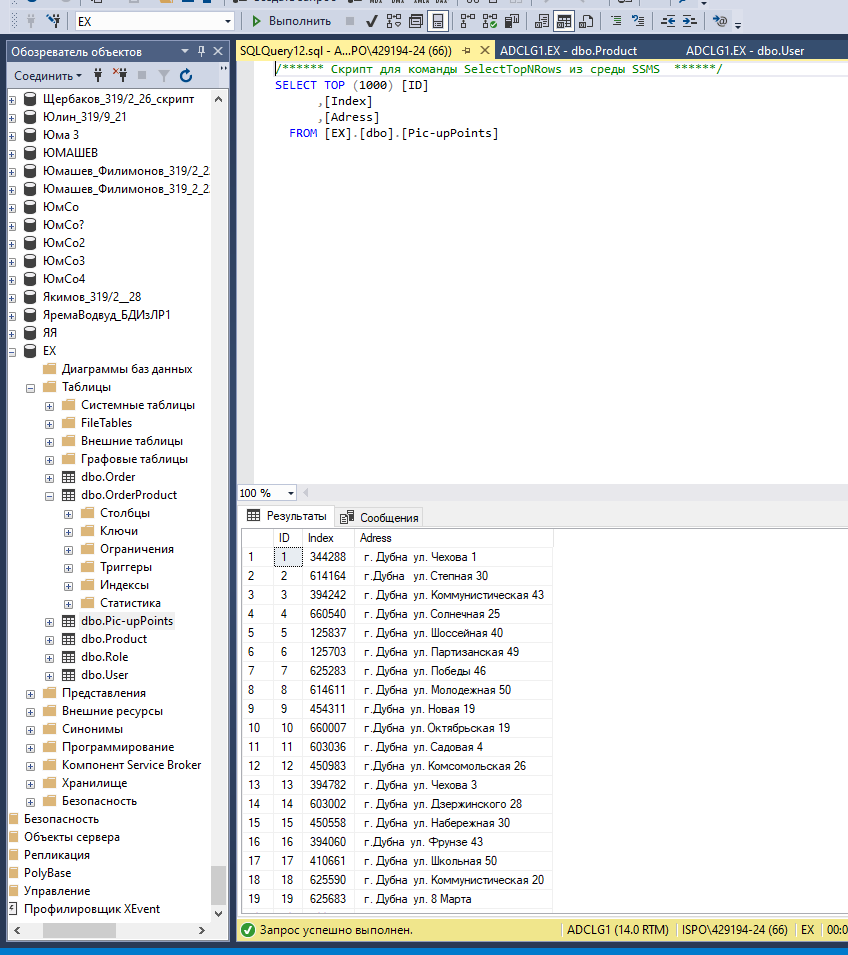 EX
Выполнить
Обозреватель объектов
Соединить
Щербаков_319/2_26_скрипт
Юлин_319/9_21
Юма 3
ЮМАШЕВ
Юмашев_Филимонов_319/2_2
Юмашев_Филимонов_319_2_2
ЮмСо
ЮмСо?
ЮмСо2
ЮмСо3
ЮмСо4
Якимов_319/2__28
ЯремаВодвуд_БДИзЛР1
ЯЯ
EX
Диаграммы баз данных
Таблицы
Системные таблицы
FileTables
Внешние таблицы
Графовые таблицы
dbo.Order
dbo.OrderProduct
Столбцы
Ключи
Ограничения
Триггеры
Индексы
Статистика
dbo.Pic-upPoints
dbo.Product
dbo.Role
dbo.User
Представления
Внешние ресурсы
Синонимы
Программирование
Компонент Service Broker
Хранилище
Безопасность
Безопасность
Объекты сервера
Репликация
PolyBase
Управление
Профилировщик XEvent
SQLQuery12.sql - A...PO\429194-24 (66)) ADCLG1.EX - dbo.Product ADCLG1.EX - dbo.User
/****** Скрипт для команды SelectTopNRows из среды SSMS ******/
SELECT TOP (1000) [ID]
,[Index]
,[Adress]
FROM [EX].[dbo].[Pic-upPoints]
100 %
Результаты Сообщения
ID Index Adress
1 1 344288 г. Дубна ул. Чехова 1
2 2 614164 г.Дубна ул. Степная 30
3 3 394242 г. Дубна ул. Коммунистическая 43
4 4 660540 г. Дубна ул. Солнечная 25
5 5 125837 г. Дубна ул. Шоссейная 40
6 6 125703 г. Дубна ул. Партизанская 49
7 7 625283 г. Дубна ул. Победы 46
8 8 614611 г. Дубна ул. Молодежная 50
9 9 454311 г.Дубна ул. Новая 19
10 10 660007 г.Дубна ул. Октябрьская 19
11 11 603036 г. Дубна ул. Садовая 4
12 12 450983 г.Дубна ул. Комсомольская 26
13 13 394782 г. Дубна ул. Чехова 3
14 14 603002 г. Дубна ул. Дзержинского 28
15 15 450558 г. Дубна ул. Набережная 30
16 16 394060 г.Дубна ул. Фрунзе 43
17 17 410661 г. Дубна ул. Школьная 50
18 18 625590 г. Дубна ул. Коммунистическая 20
19 19 625683 г. Дубна ул. 8 Марта
Запрос успешно выполнен. ADCLG1 (14.0 RTM) ISPO\429194-24 (66) EX 00:0